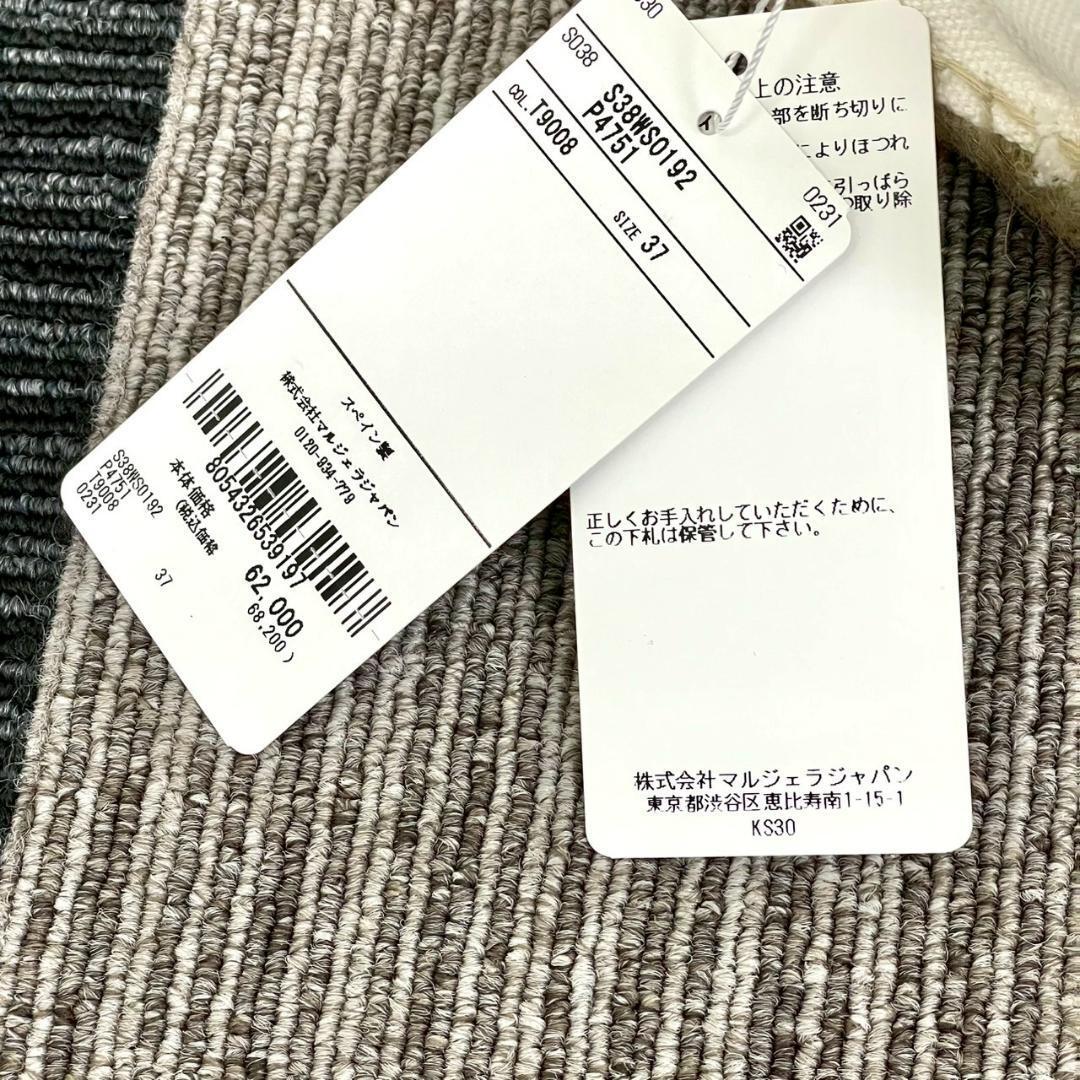 S038
S38WS0192
P4751
COL. T9008
SIZE 37
0231
スペイン製
株式会社マルジェラジャパン
0120-934-779
8054326539197
S38WS0192
P4751
T9008
0231
本体価格 62,000
(税込価格 68,200)
37
上の注意
部を断ち切りに
によりほつれ
引っぱら
の取り除
正しくお手入れしていただくために、
この下札は保管して下さい。
株式会社マルジェラジャパン
東京都渋谷区恵比寿南1-15-1
KS30